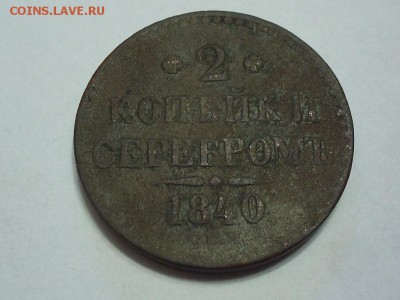 COINS.LAVE.RU
2
КОПѢЙКИ
СЕРЕБРОМЪ
1840